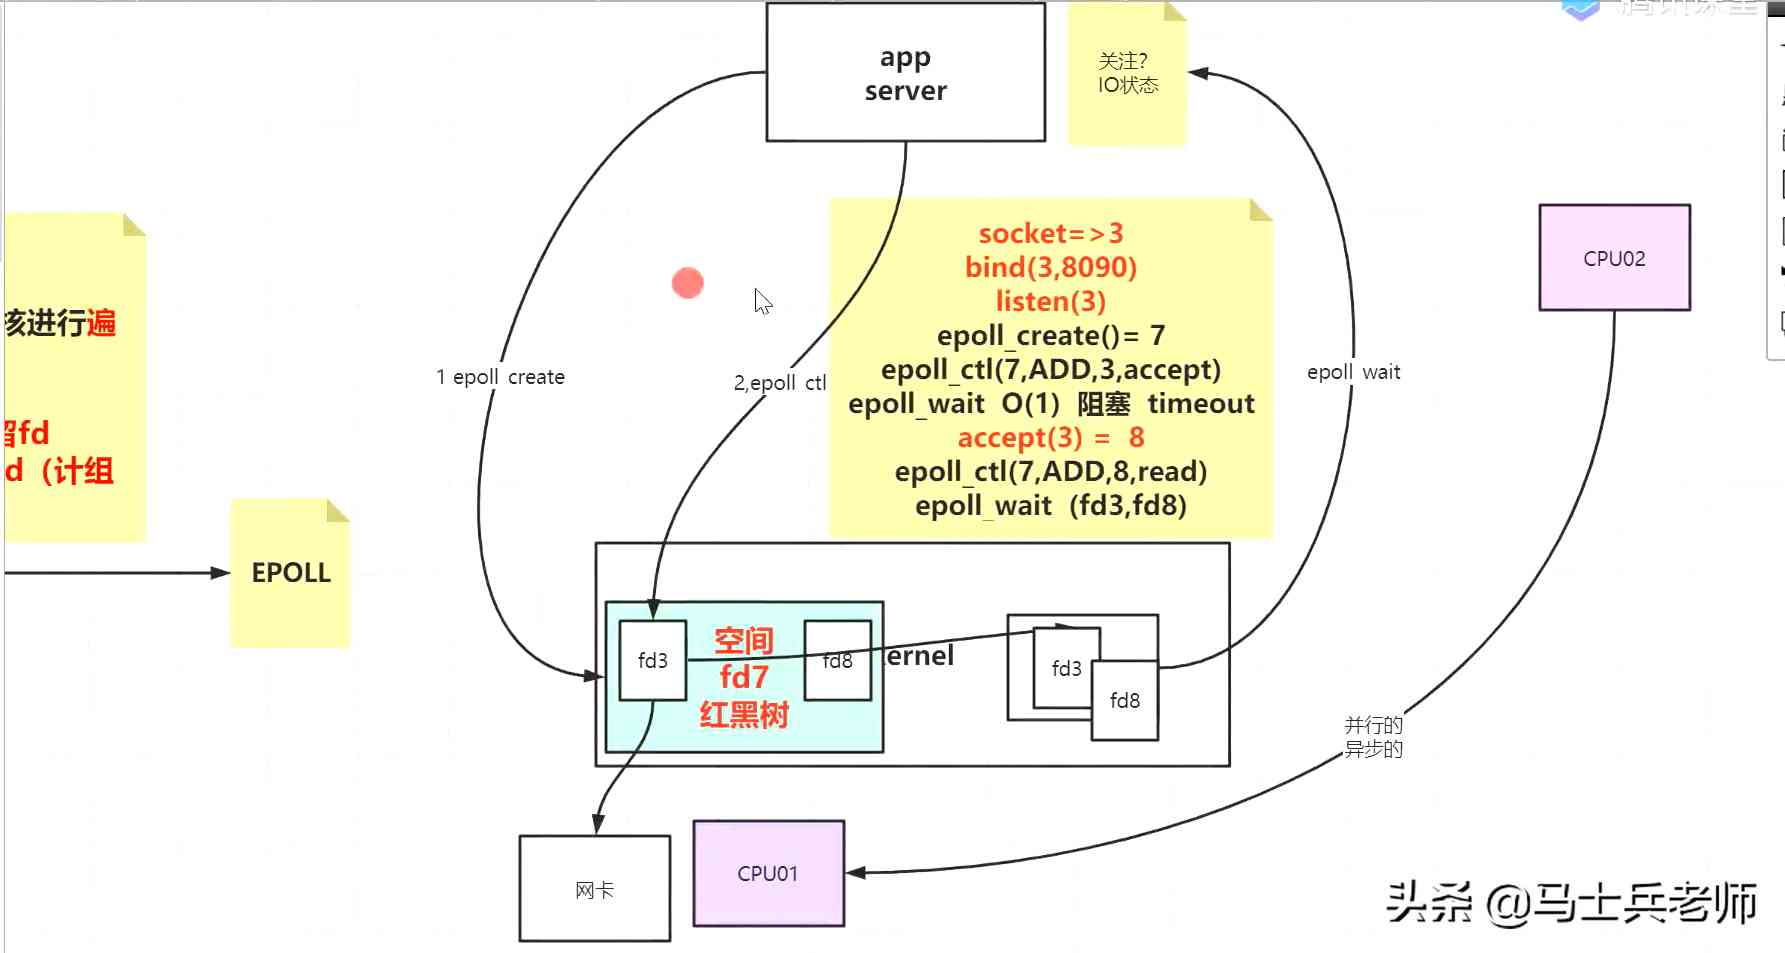 app
server
关注?
IO状态
核进行遍
留fd
d（计组
EPOLL
1 epoll create
2,epoll ctl
socket=>3
bind(3,8090)
listen(3)
epoll_create()= 7
epoll_ctl(7,ADD,3,accept)
epoll_wait O(1) 阻塞 timeout
accept(3) = 8
epoll_ctl(7,ADD,8,read)
epoll_wait (fd3,fd8)
epoll wait
CPU02
fd3
空间
fd7
红黑树
fd8
ernel
fd3
fd8
并行的
异步的
网卡
CPU01
头条 @马士兵老师